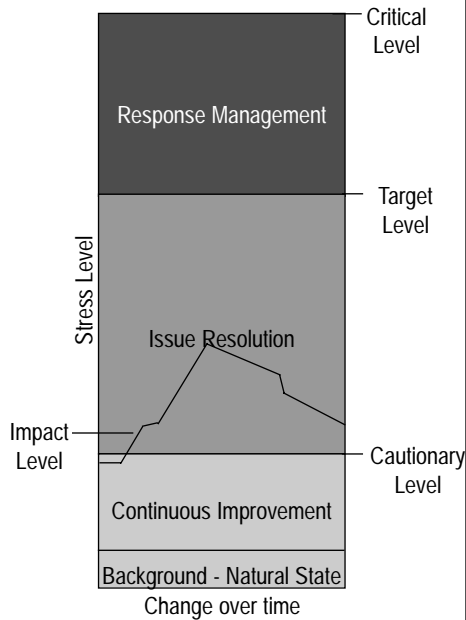 Critical
Level
Response Management
Target
Level
Stress Level
Issue Resolution
Impact
Level
Cautionary
Level
Continuous Improvement
Background - Natural State
Change over time